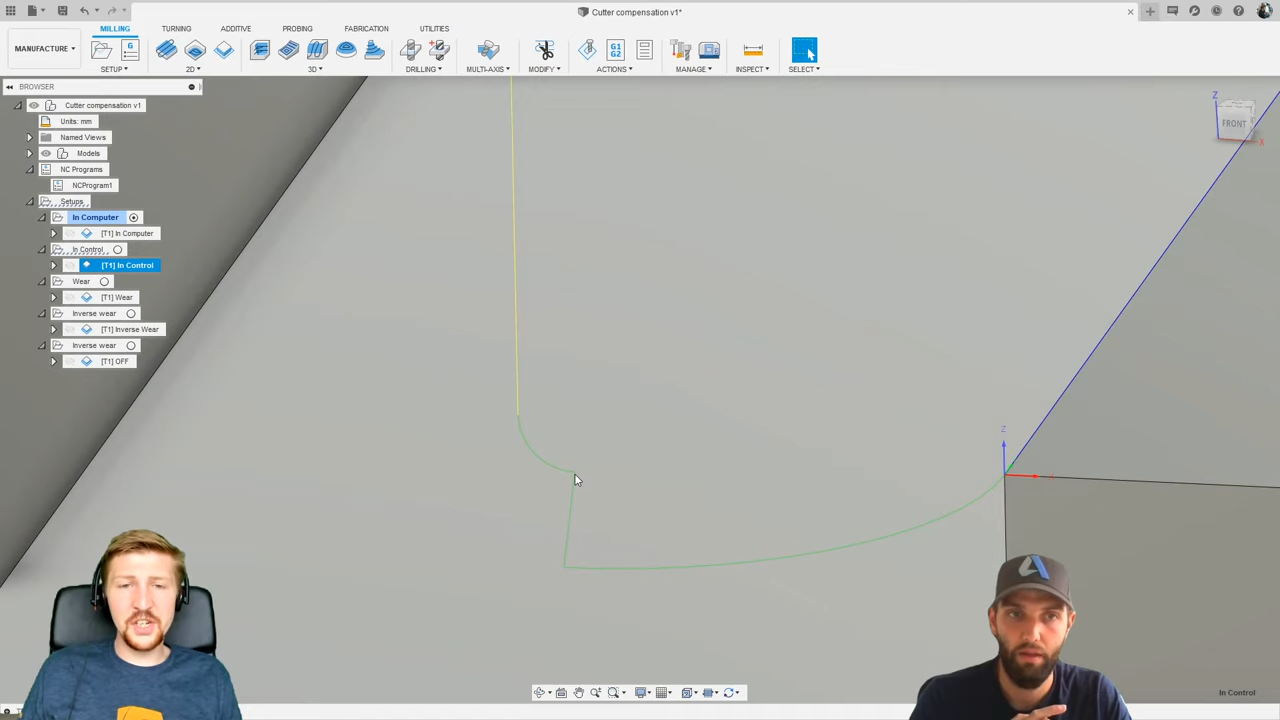 Cutter compensation v1*
MANUFACTURE
MILLING TURNING ADDITIVE PROBING FABRICATION UTILITIES
G1
G2
SETUP 2D 3D DRILLING MULTI-AXIS MODIFY ACTIONS MANAGE INSPECT SELECT
BROWSER
Cutter compensation v1
Units: mm
Named Views
Models
NC Programs
NCProgram1
Setups
In Computer
[T1] In Computer
In Control
[T1] In Control
Wear
[T1] Wear
Inverse wear
[T1] Inverse Wear
Inverse wear
[T1] OFF
Z
FRONT
X
Z
In Control